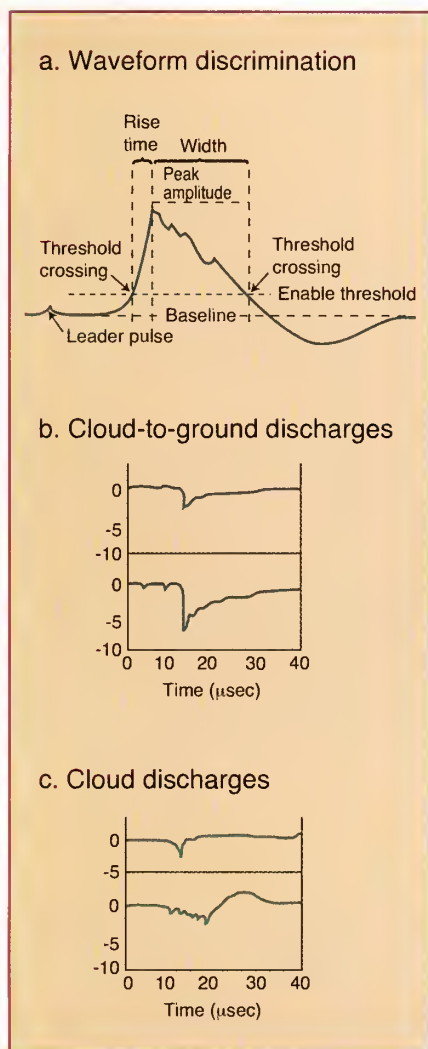 a. Waveform discrimination
Rise
time
Width
Peak
amplitude
Threshold
crossing
Threshold
crossing
Enable threshold
Baseline
Leader pulse
b. Cloud-to-ground discharges
0
-5
-10
0
-5
-10
0 10 20 30 40
Time (µsec)
c. Cloud discharges
0
-5
0
-5
-10
0 10 20 30 40
Time (µsec)